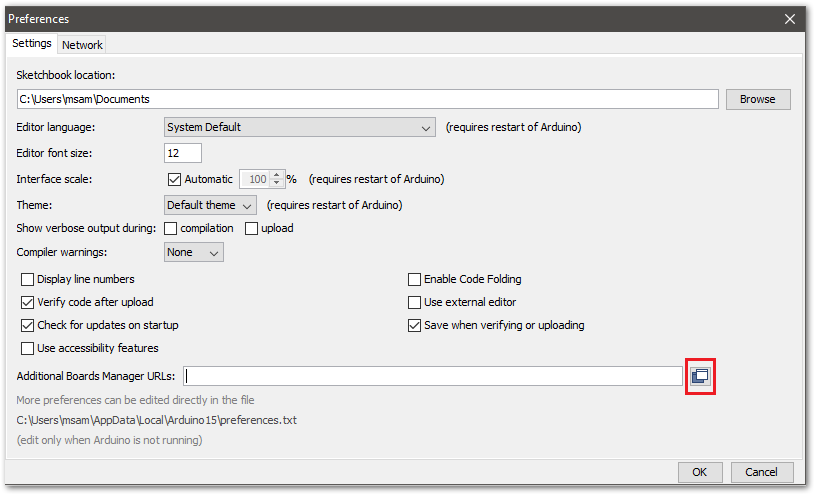 Preferences
Settings Network
Sketchbook location:
C:\Users\msam\Documents Browse
Editor language: System Default (requires restart of Arduino)
Editor font size: 12
Interface scale: Automatic 100 % (requires restart of Arduino)
Theme: Default theme (requires restart of Arduino)
Show verbose output during: compilation upload
Compiler warnings: None
Display line numbers Enable Code Folding
Verify code after upload Use external editor
Check for updates on startup Save when verifying or uploading
Use accessibility features
Additional Boards Manager URLs:
More preferences can be edited directly in the file
C:\Users\msam\AppData\Local\Arduino15\preferences.txt
(edit only when Arduino is not running)
OK Cancel